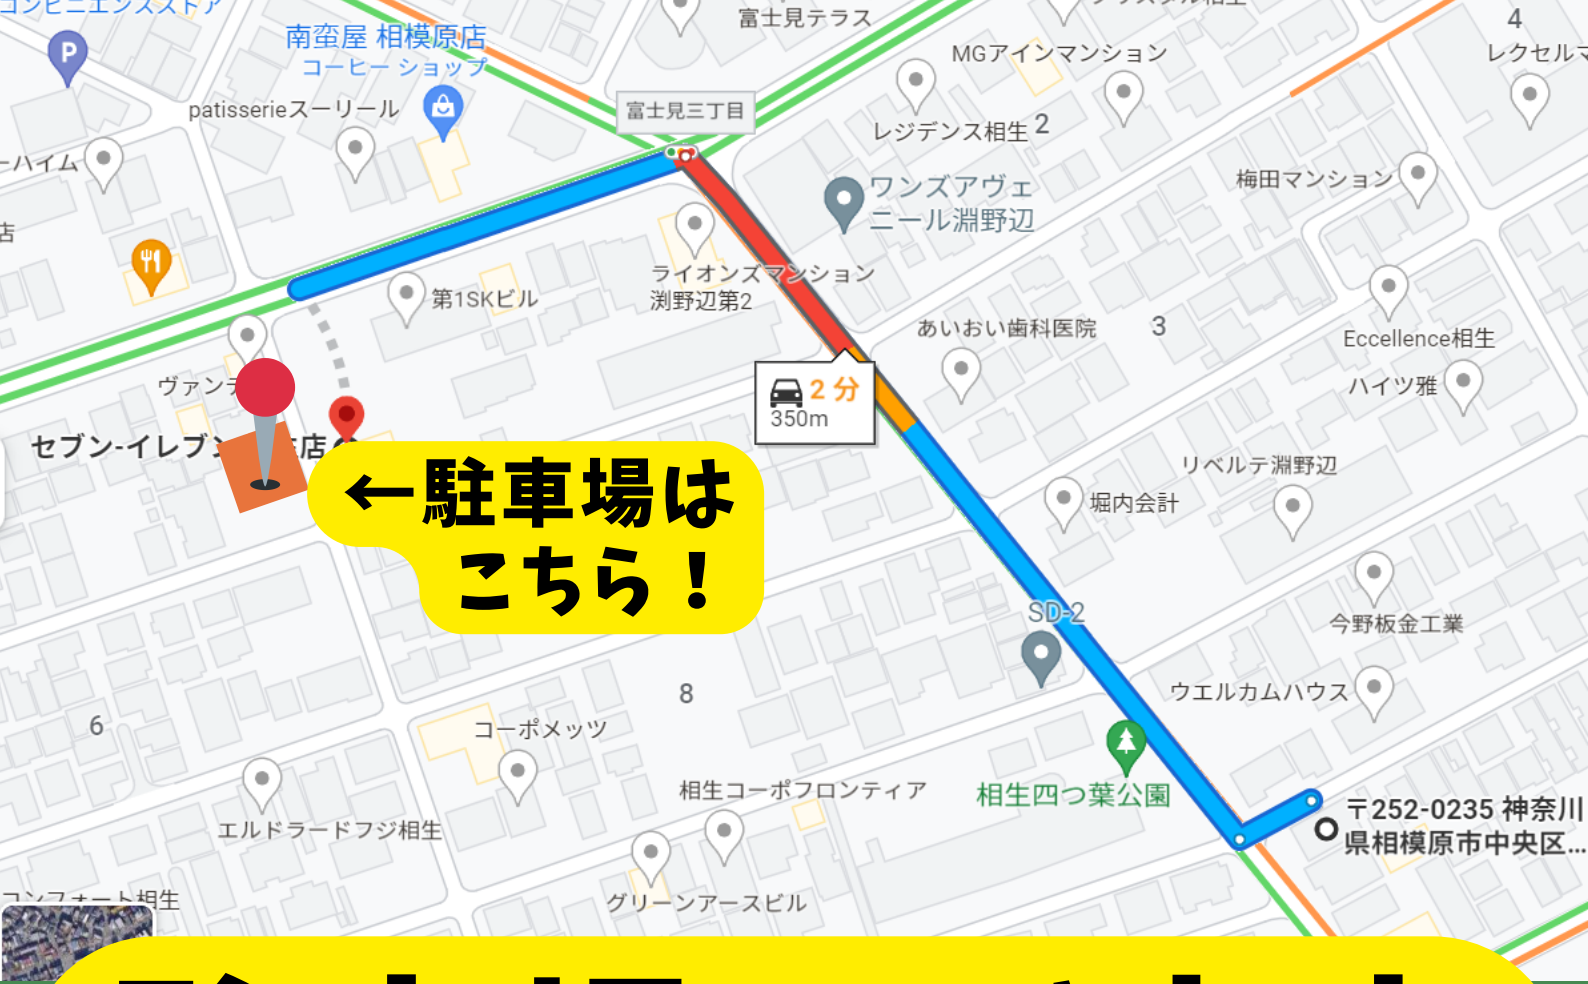 コンビニエンスストア
富士見テラス
4
レクセルマ
南蛮屋 相模原店
コーヒー ショップ
MGアインマンション
patisserieスーリール
富士見三丁目
レジデンス相生
2
ーハイム
梅田マンション
ワンズアヴェ
ニール淵野辺
店
ライオンズマンション
渕野辺第2
第1SKビル
あいおい歯科医院
3
Eccellence相生
ヴァンテ
2 分
350m
ハイツ雅
セブン-イレブン
店
リベルテ淵野辺
←駐車場は
こちら！
堀内会計
SD-2
今野板金工業
8
ウエルカムハウス
6
コーポメッツ
相生コーポフロンティア
相生四つ葉公園
〒252-0235 神奈川
県相模原市中央区...
エルドラードフジ相生
コンフォート相生
グリーンアースビル